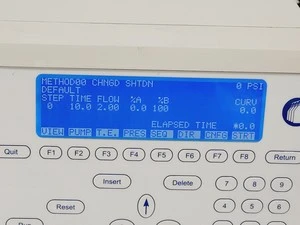 METHOD00 CHNGD SHTDN 0 PSI
DEFAULT
STEP TIME FLOW %A %B CURV
0 10.0 2.00 0.0 100 0.0
ELAPSED TIME *0.0
VIEW PUMP T.E. PRES SEQ DIR CNFG STRT
Quit F1 F2 F3 F4 F5 F6 F7 F8 Return
Insert Delete 7 8 9
Reset 4 5 6
Run